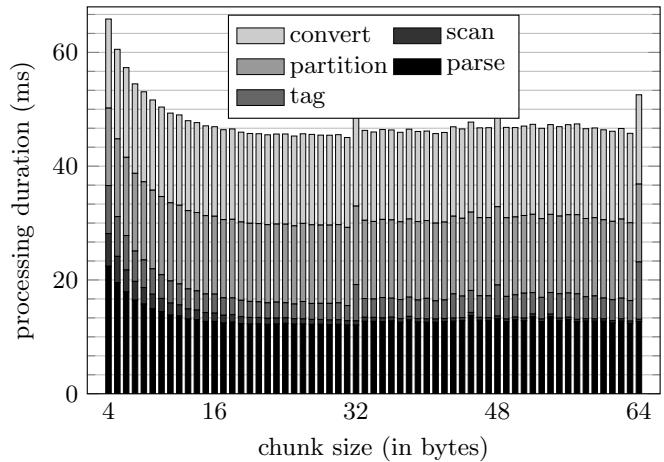 60
40
20
0
processing duration (ms)
convert
scan
partition
parse
tag
4
16
32
48
64
chunk size (in bytes)